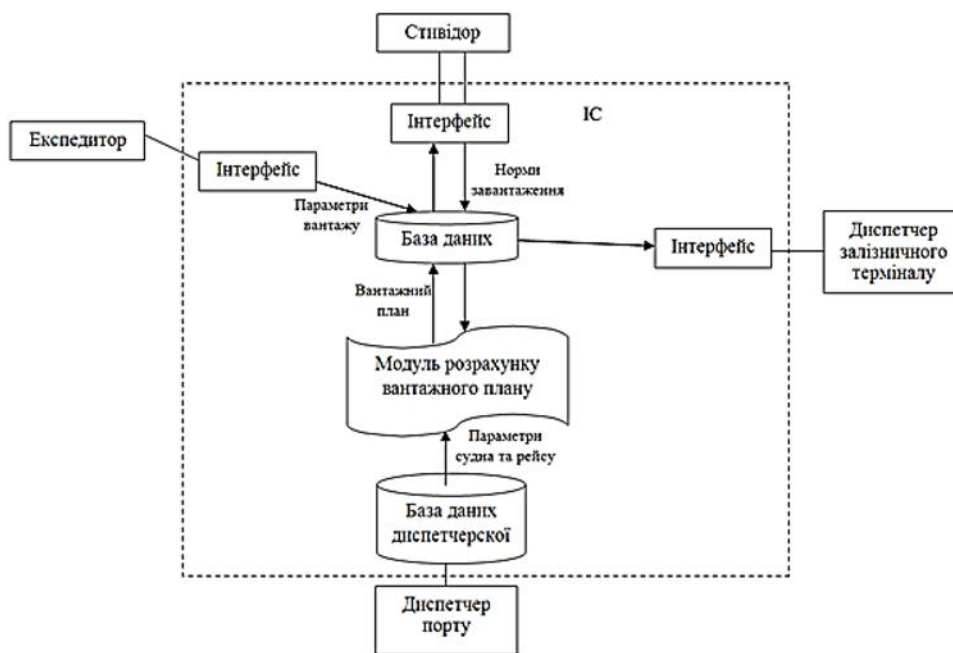 Стивідор
Інтерфейс
ІС
Експедитор
Інтерфейс
Норми
завантаження
Параметри
вантажу
База даних
Інтерфейс
Диспетчер
залізничного
терміналу
Вантажний
план
Модуль розрахунку
вантажного плану
Параметри
судна та рейсу
База даних
диспетчерскої
Диспетчер
порту